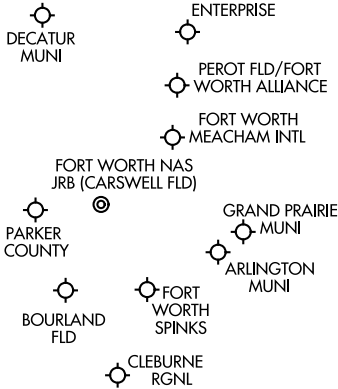 ENTERPRISE
DECATUR
MUNI
PEROT FLD/FORT
WORTH ALLIANCE
FORT WORTH
MEACHAM INTL
FORT WORTH NAS
JRB (CARSWELL FLD)
GRAND PRAIRIE
MUNI
PARKER
COUNTY
ARLINGTON
MUNI
FORT
WORTH
SPINKS
BOURLAND
FLD
CLEBURNE
RGNL